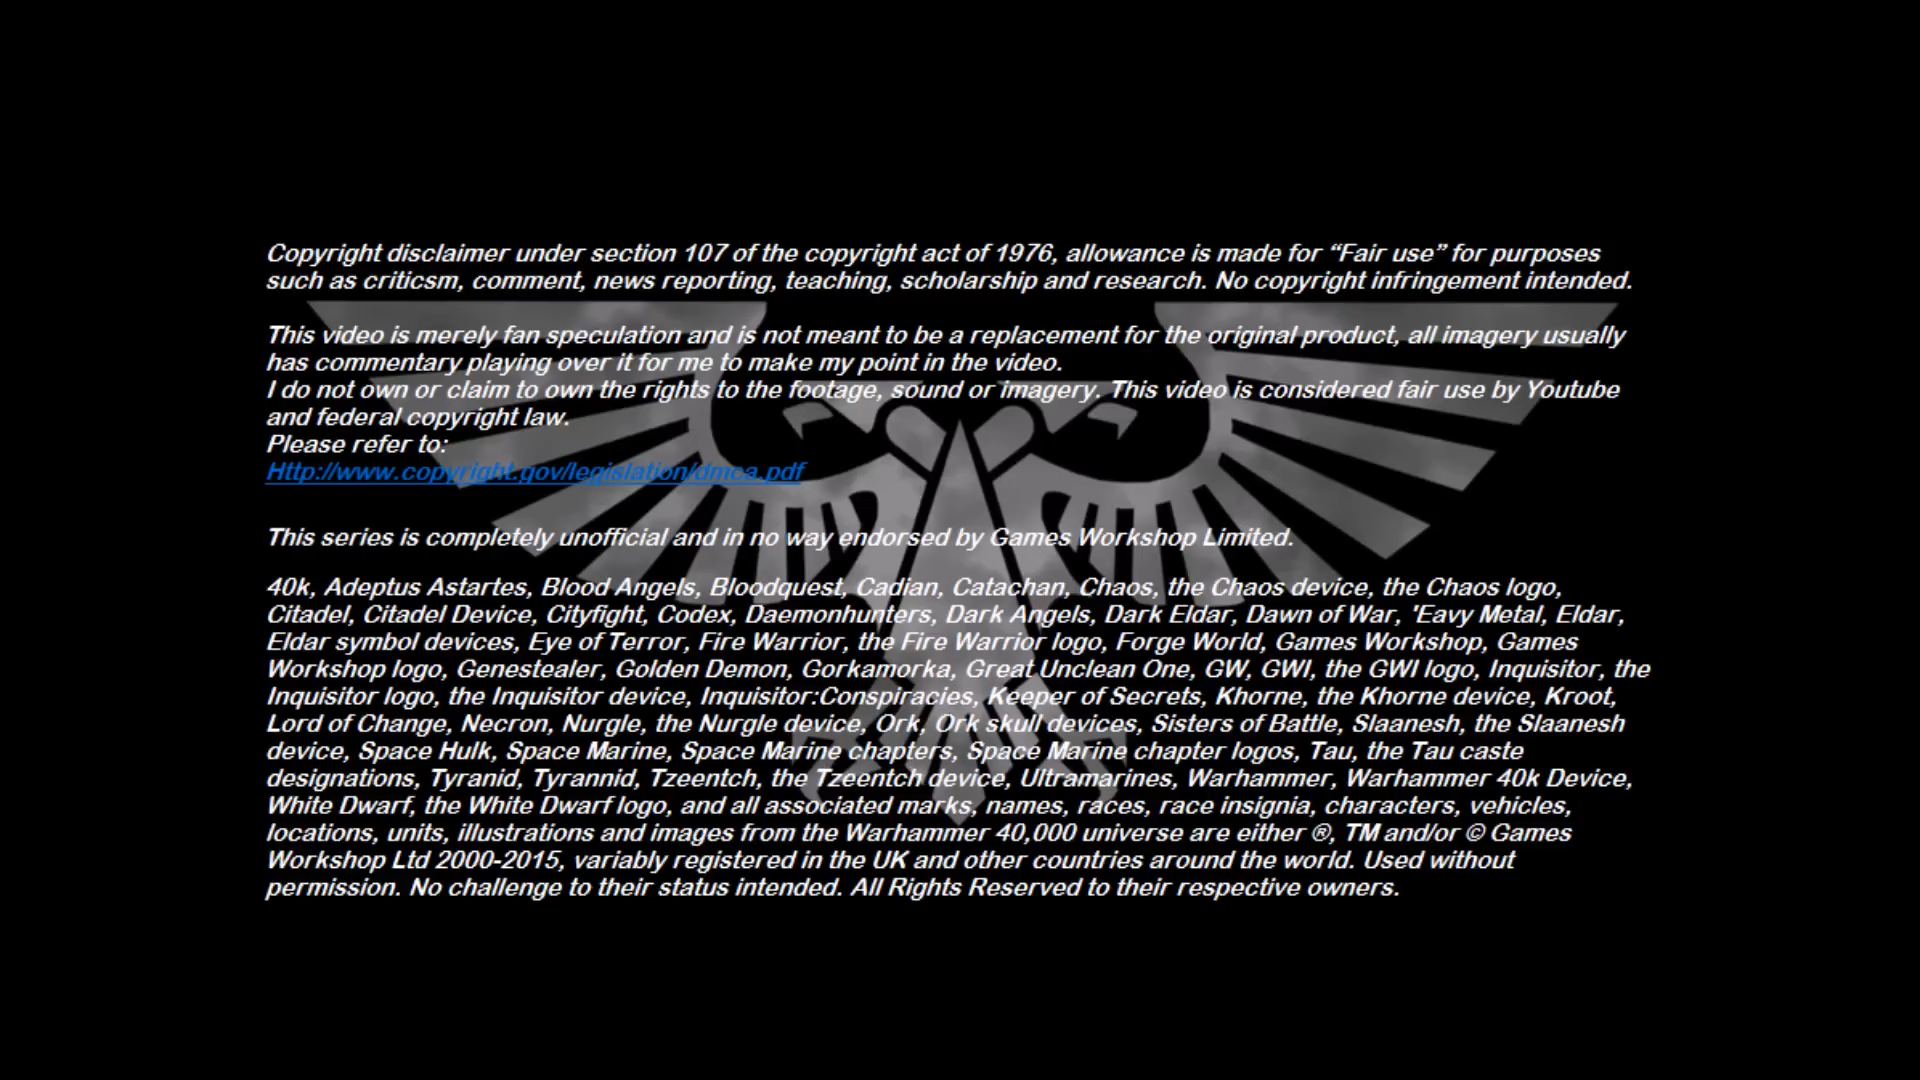 Copyright disclaimer under section 107 of the copyright act of 1976, allowance is made for “Fair use” for purposes
such as criticsm, comment, news reporting, teaching, scholarship and research. No copyright infringement intended.
This video is merely fan speculation and is not meant to be a replacement for the original product, all imagery usually
has commentary playing over it for me to make my point in the video.
I do not own or claim to own the rights to the footage, sound or imagery. This video is considered fair use by Youtube
and federal copyright law.
Please refer to:
Http://www.copyright.gov/legislation/dmca.pdf
This series is completely unofficial and in no way endorsed by Games Workshop Limited.
40k, Adeptus Astartes, Blood Angels, Bloodquest, Cadian, Catachan, Chaos, the Chaos device, the Chaos logo,
Citadel, Citadel Device, Cityfight, Codex, Daemonhunters, Dark Angels, Dark Eldar, Dawn of War, 'Eavy Metal, Eldar,
Eldar symbol devices, Eye of Terror, Fire Warrior, the Fire Warrior logo, Forge World, Games Workshop, Games
Workshop logo, Genestealer, Golden Demon, Gorkamorka, Great Unclean One, GW, GWI, the GWI logo, Inquisitor, the
Inquisitor logo, the Inquisitor device, Inquisitor:Conspiracies, Keeper of Secrets, Khorne, the Khorne device, Kroot,
Lord of Change, Necron, Nurgle, the Nurgle device, Ork, Ork skull devices, Sisters of Battle, Slaanesh, the Slaanesh
device, Space Hulk, Space Marine, Space Marine chapters, Space Marine chapter logos, Tau, the Tau caste
designations, Tyranid, Tyrannid, Tzeentch, the Tzeentch device, Ultramarines, Warhammer, Warhammer 40k Device,
White Dwarf, the White Dwarf logo, and all associated marks, names, races, race insignia, characters, vehicles,
locations, units, illustrations and images from the Warhammer 40,000 universe are either ®, TM and/or © Games
Workshop Ltd 2000-2015, variably registered in the UK and other countries around the world. Used without
permission. No challenge to their status intended. All Rights Reserved to their respective owners.